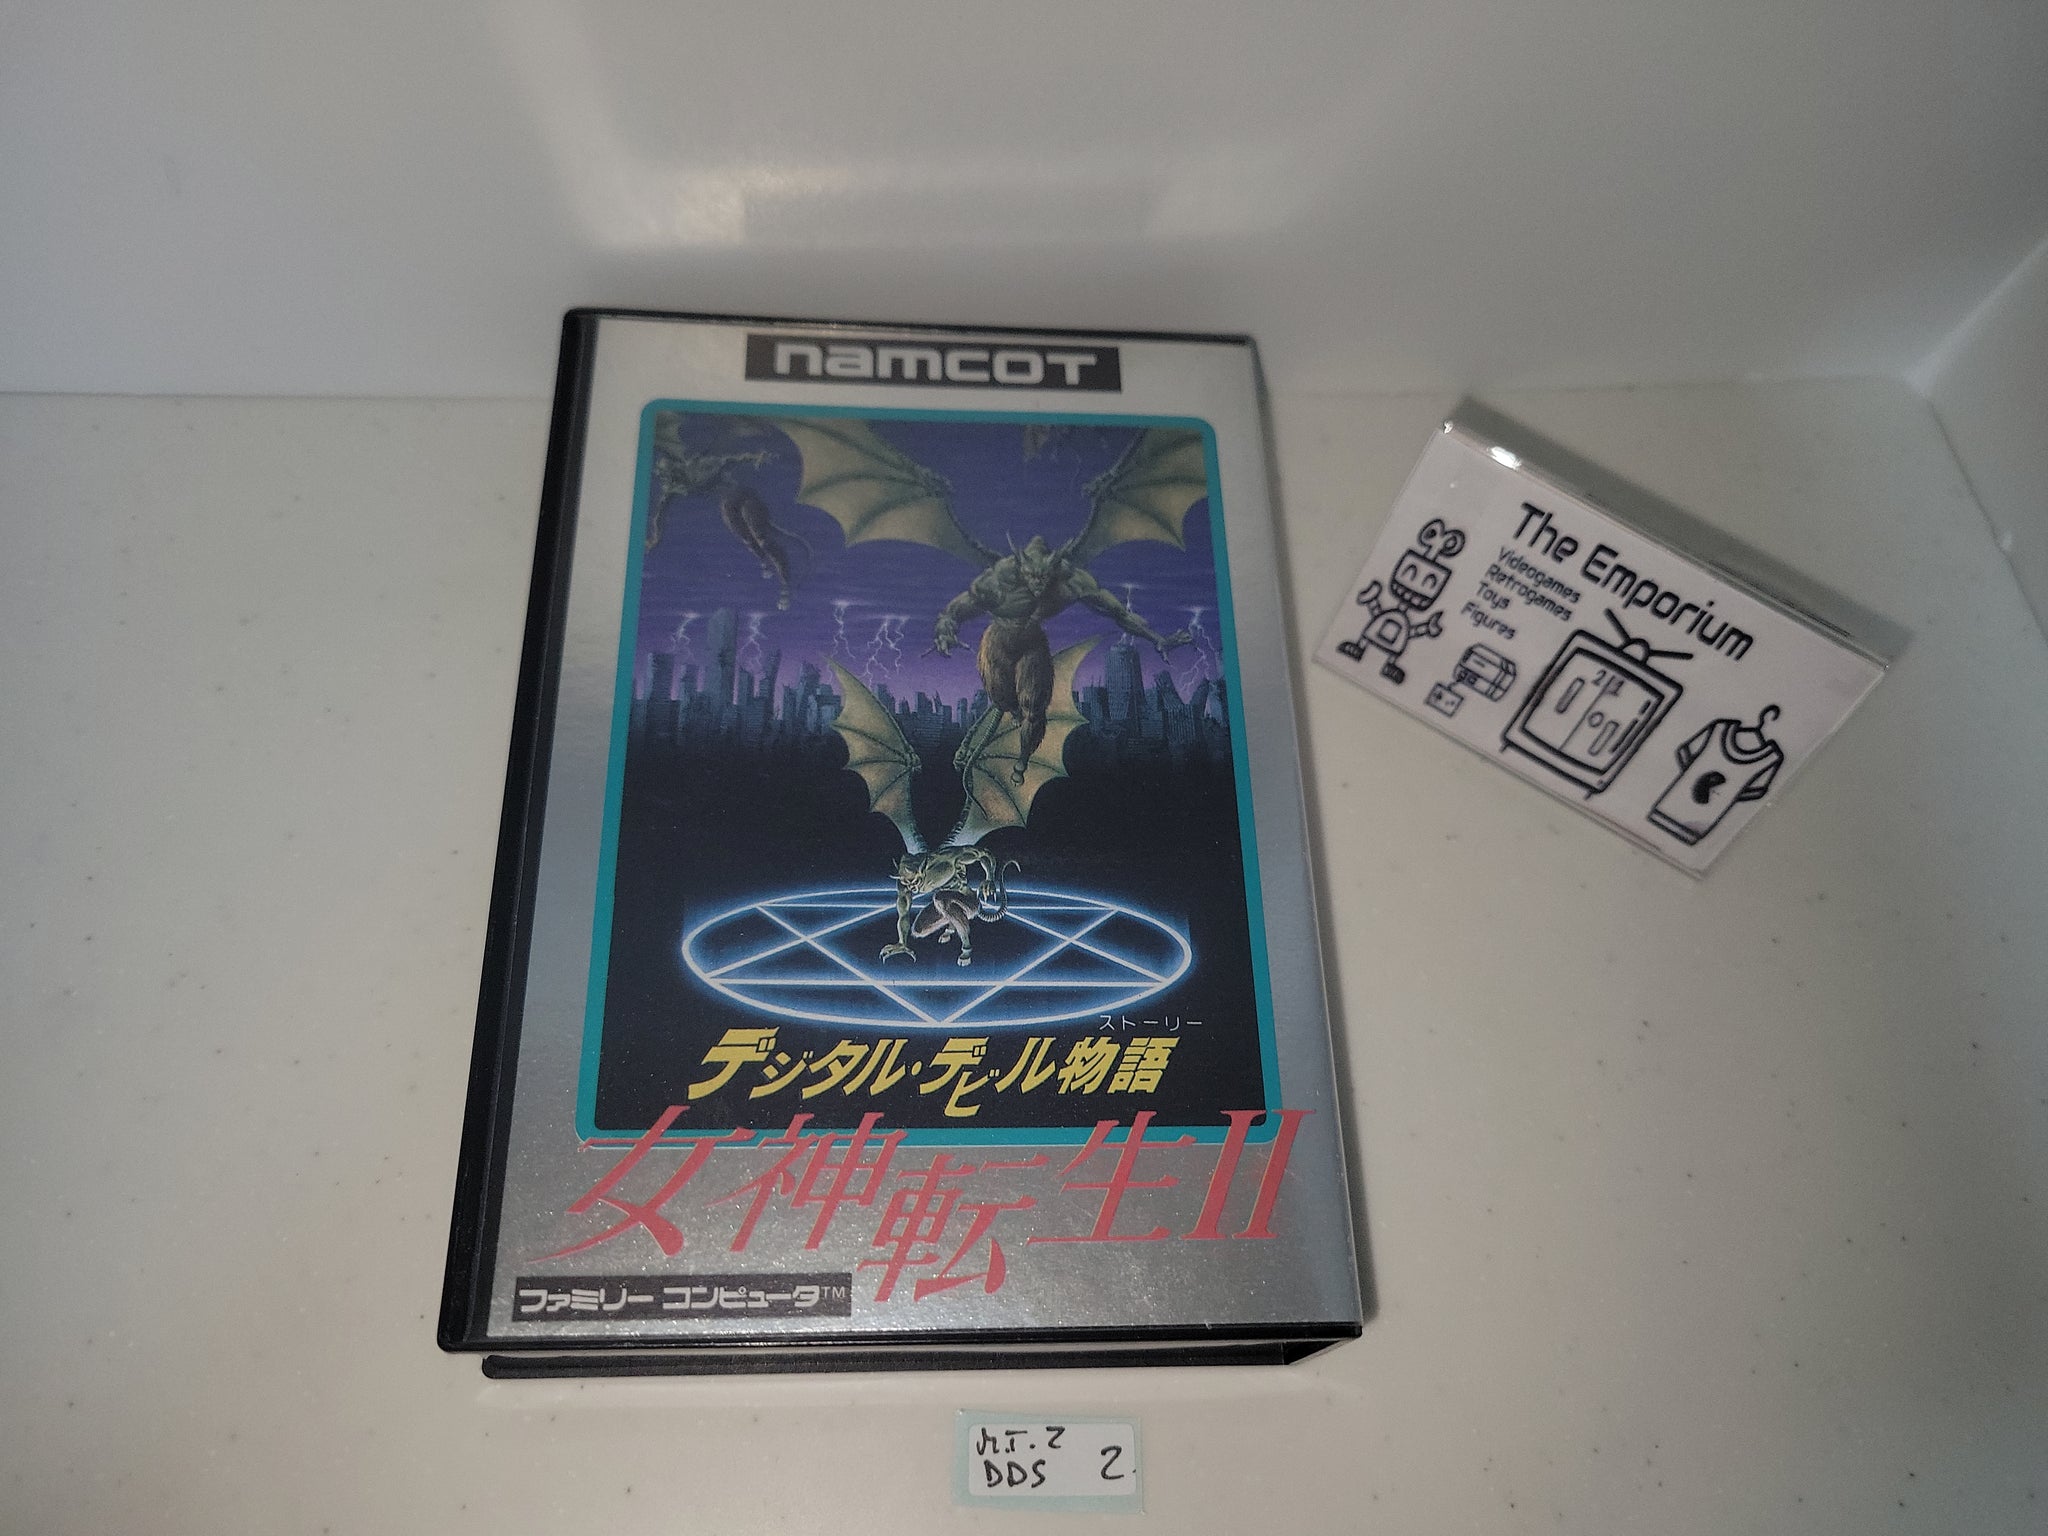 namcot
ストーリー
デジタル・デビル物語
女神転生II
ファミリー コンピュータ™
The Emporium
Videogames
Retrogames
Toys
Figures
21
M.T. 2
DDS 2.